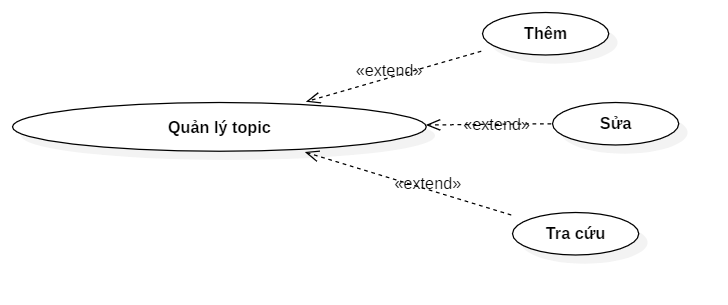 Thêm
«extend»
Quản lý topic
«extend»
Sửa
«extend»
Tra cứu